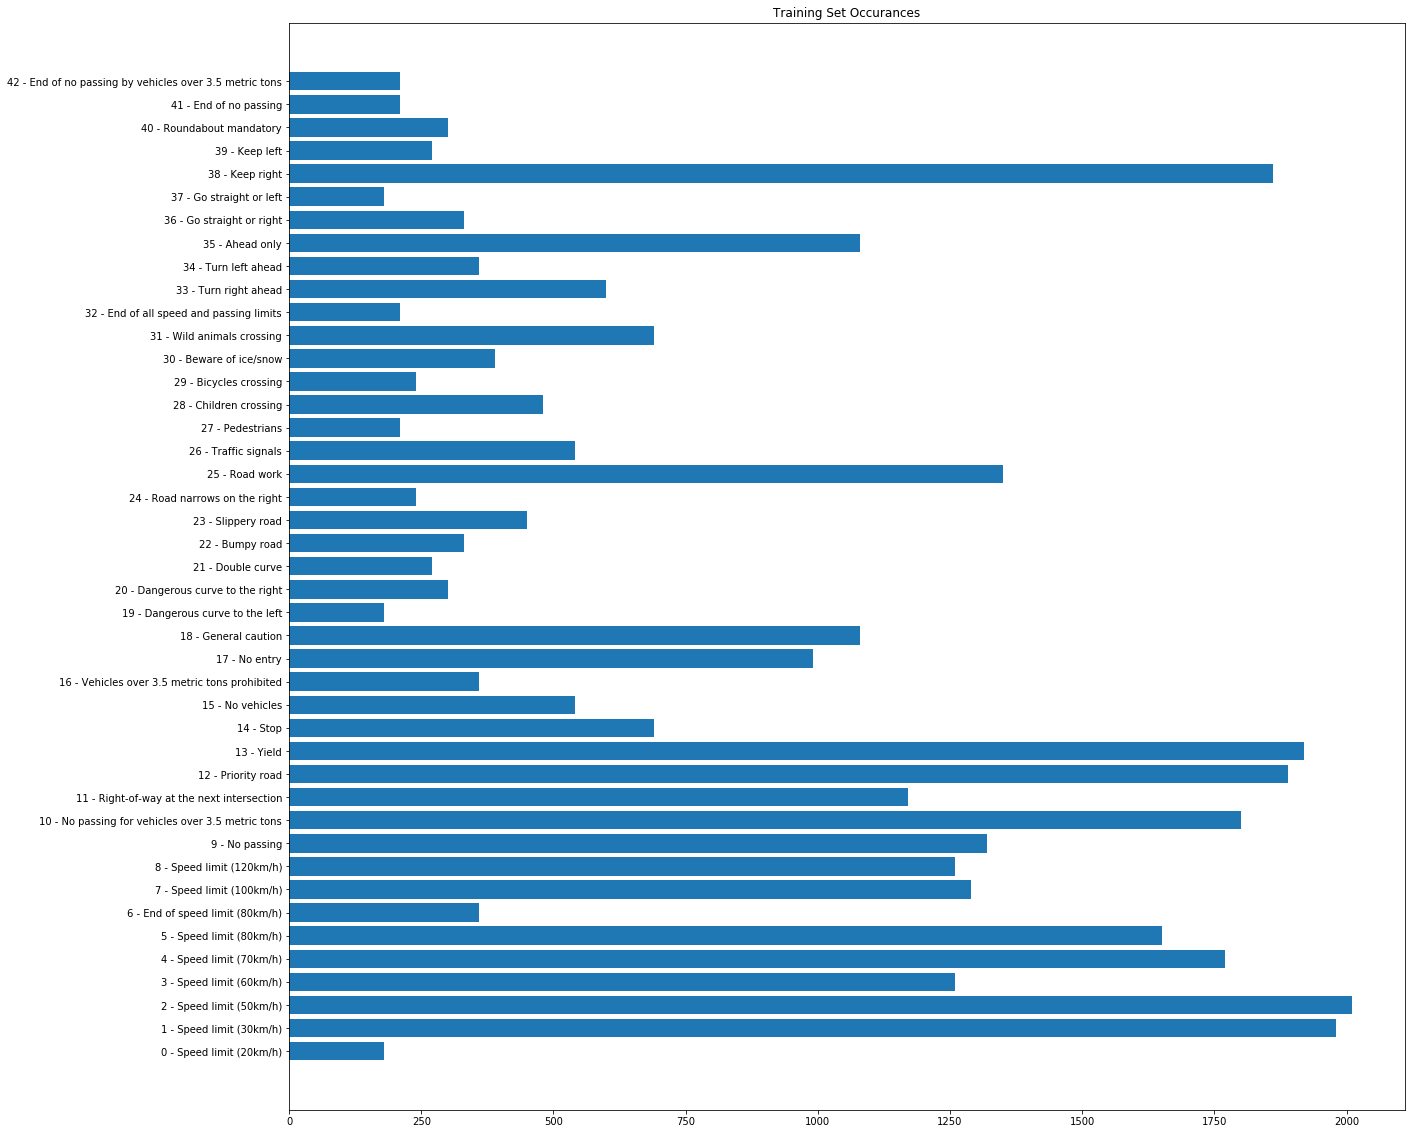 Training Set Occurances
42 - End of no passing by vehicles over 3.5 metric tons
41 - End of no passing
40 - Roundabout mandatory
39 - Keep left
38 - Keep right
37 - Go straight or left
36 - Go straight or right
35 - Ahead only
34 - Turn left ahead
33 - Turn right ahead
32 - End of all speed and passing limits
31 - Wild animals crossing
30 - Beware of ice/snow
29 - Bicycles crossing
28 - Children crossing
27 - Pedestrians
26 - Traffic signals
25 - Road work
24 - Road narrows on the right
23 - Slippery road
22 - Bumpy road
21 - Double curve
20 - Dangerous curve to the right
19 - Dangerous curve to the left
18 - General caution
17 - No entry
16 - Vehicles over 3.5 metric tons prohibited
15 - No vehicles
14 - Stop
13 - Yield
12 - Priority road
11 - Right-of-way at the next intersection
10 - No passing for vehicles over 3.5 metric tons
9 - No passing
8 - Speed limit (120km/h)
7 - Speed limit (100km/h)
6 - End of speed limit (80km/h)
5 - Speed limit (80km/h)
4 - Speed limit (70km/h)
3 - Speed limit (60km/h)
2 - Speed limit (50km/h)
1 - Speed limit (30km/h)
0 - Speed limit (20km/h)
0 250 500 750 1000 1250 1500 1750 2000